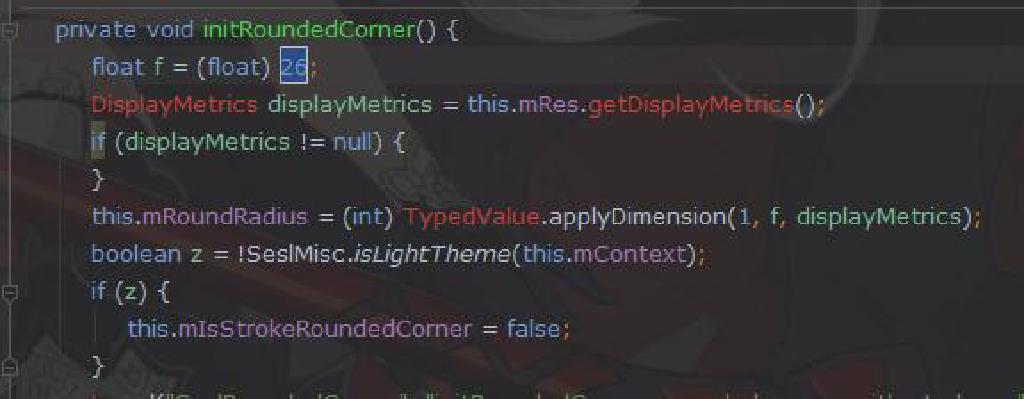 private void initRoundedCorner() {
float f = (float) 26;
DisplayMetrics displayMetrics = this.mRes.getDisplayMetrics();
if (displayMetrics != null) {
}
this.mRoundRadius = (int) TypedValue.applyDimension(1, f, displayMetrics);
boolean z = !SeslMisc.isLightTheme(this.mContext);
if (z) {
this.mIsStrokeRoundedCorner = false;
}